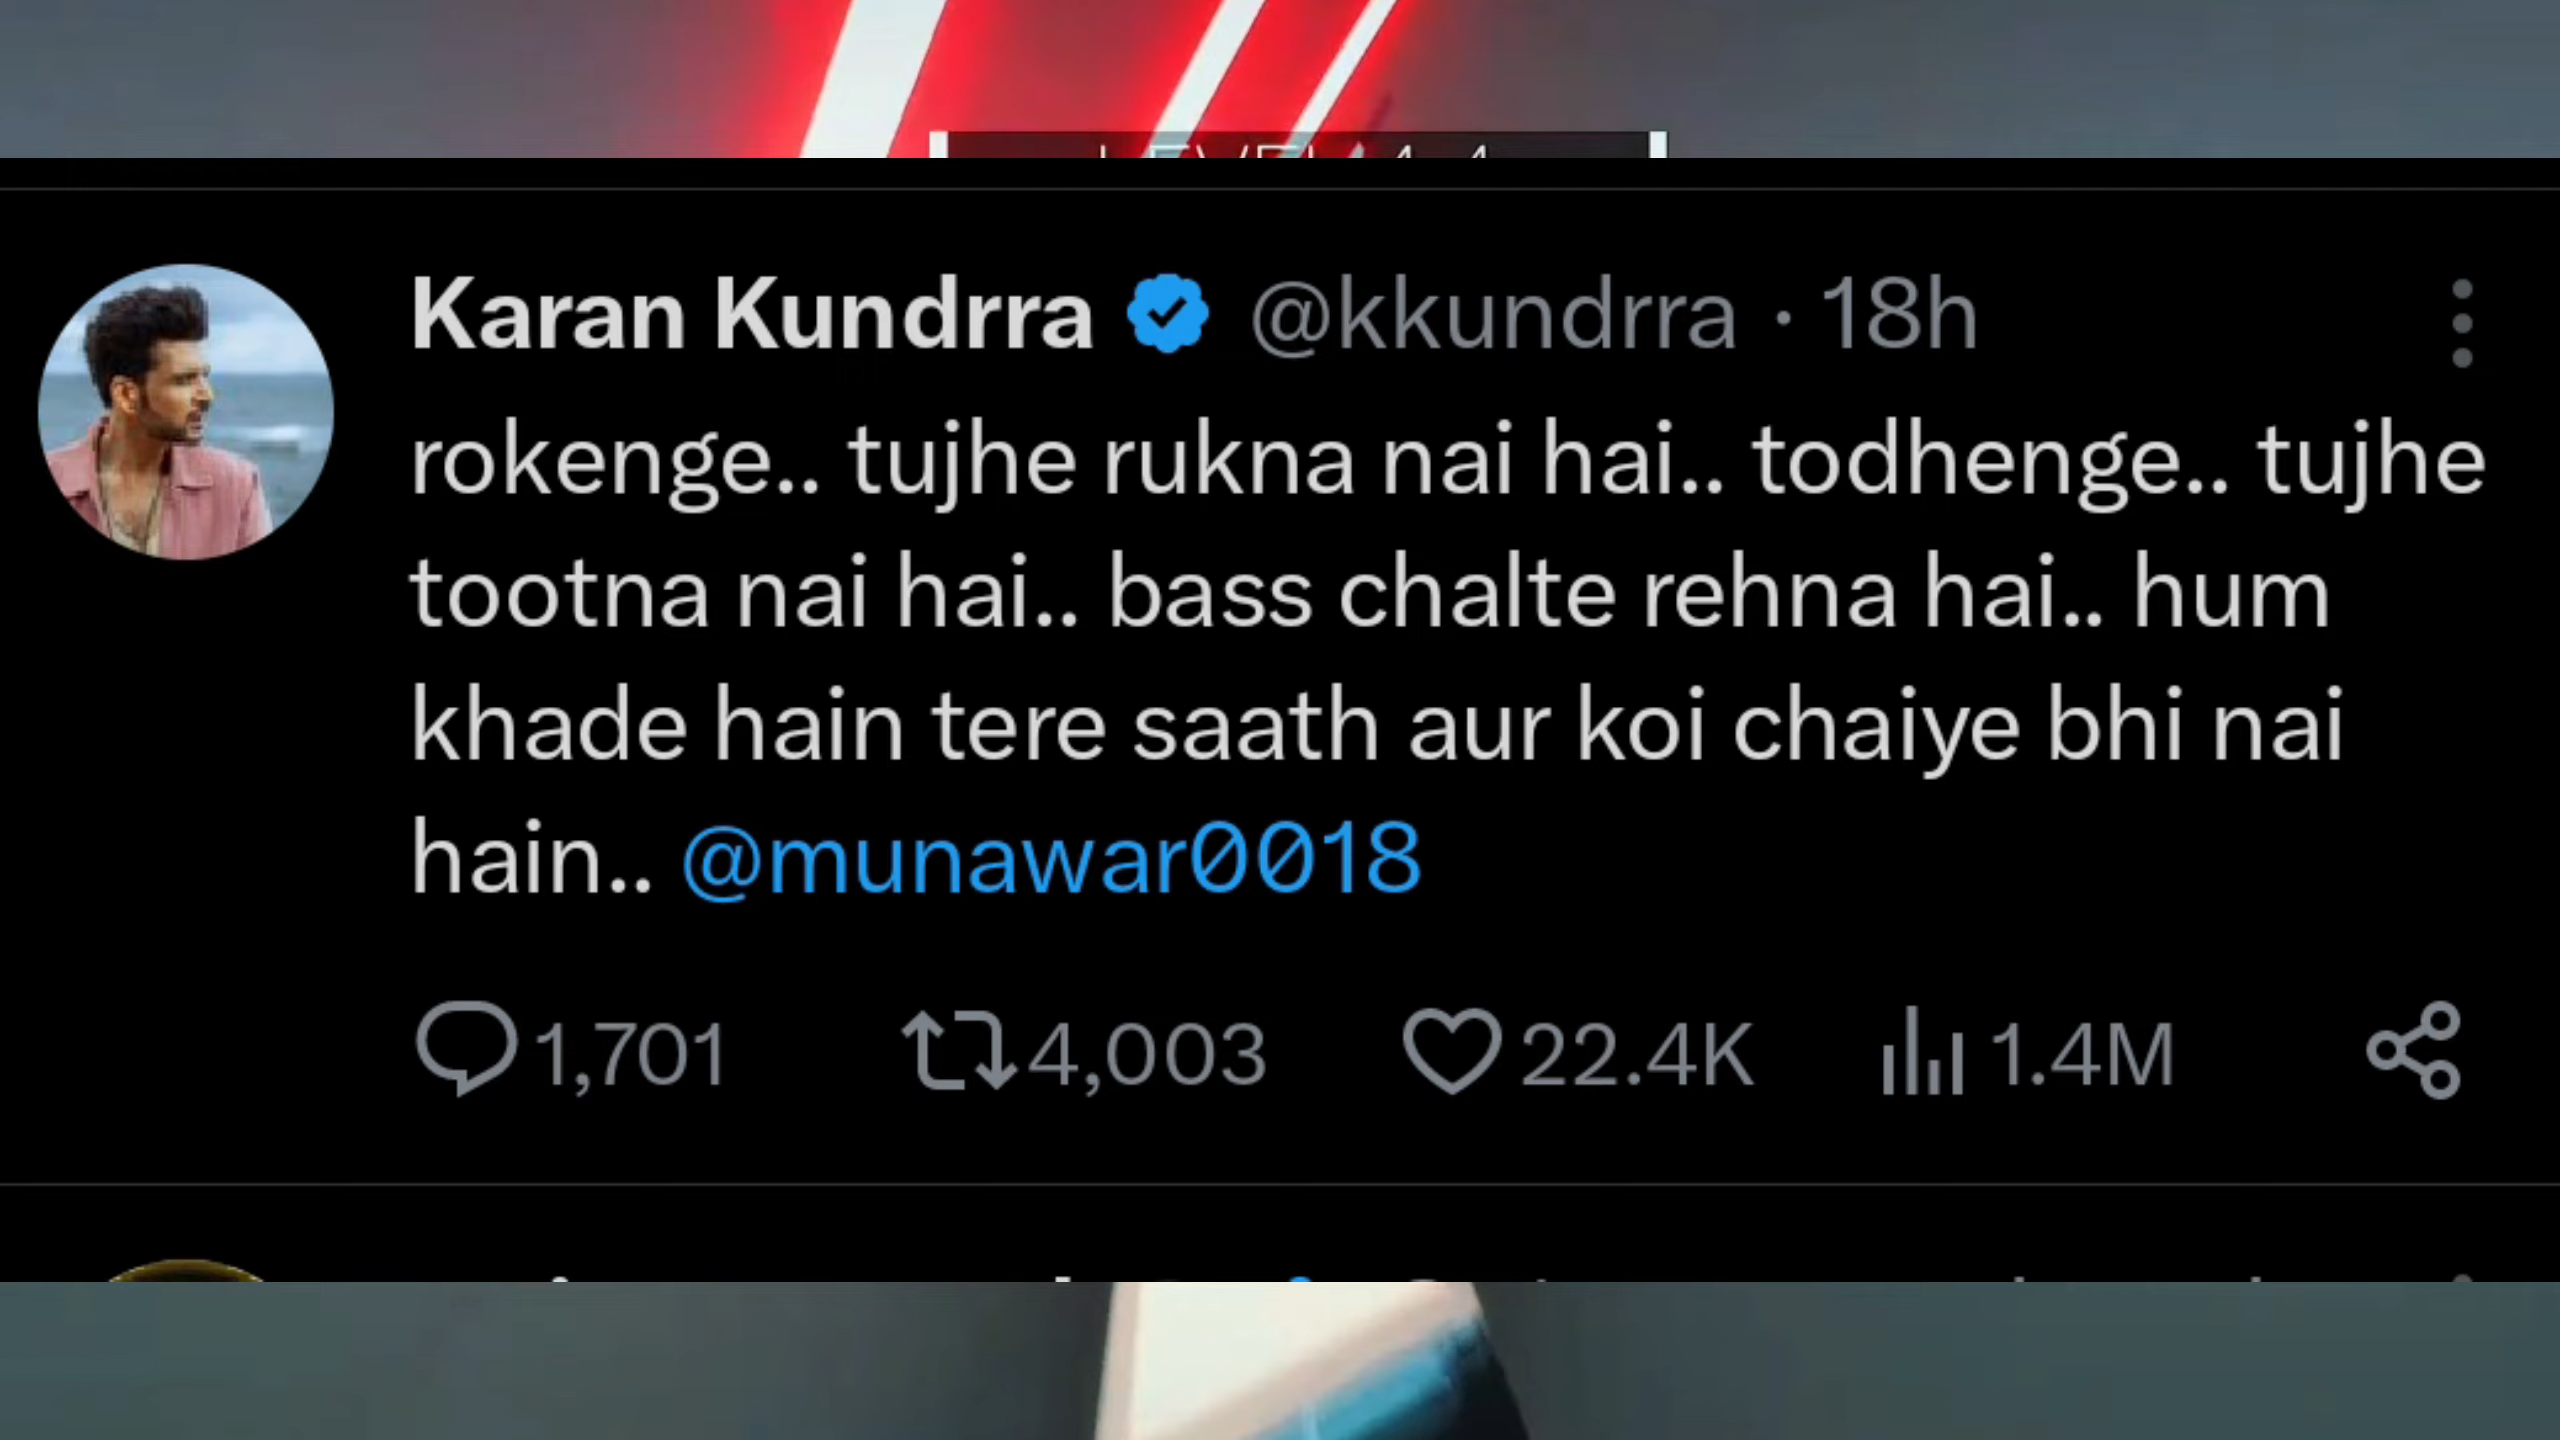 Karan Kundrra @kkundrra · 18h
rokenge.. tujhe rukna nai hai.. todhenge.. tujhe
tootna nai hai.. bass chalte rehna hai.. hum
khade hain tere saath aur koi chaiye bhi nai
hain.. @munawar0018
1,701 4,003 22.4K 1.4M